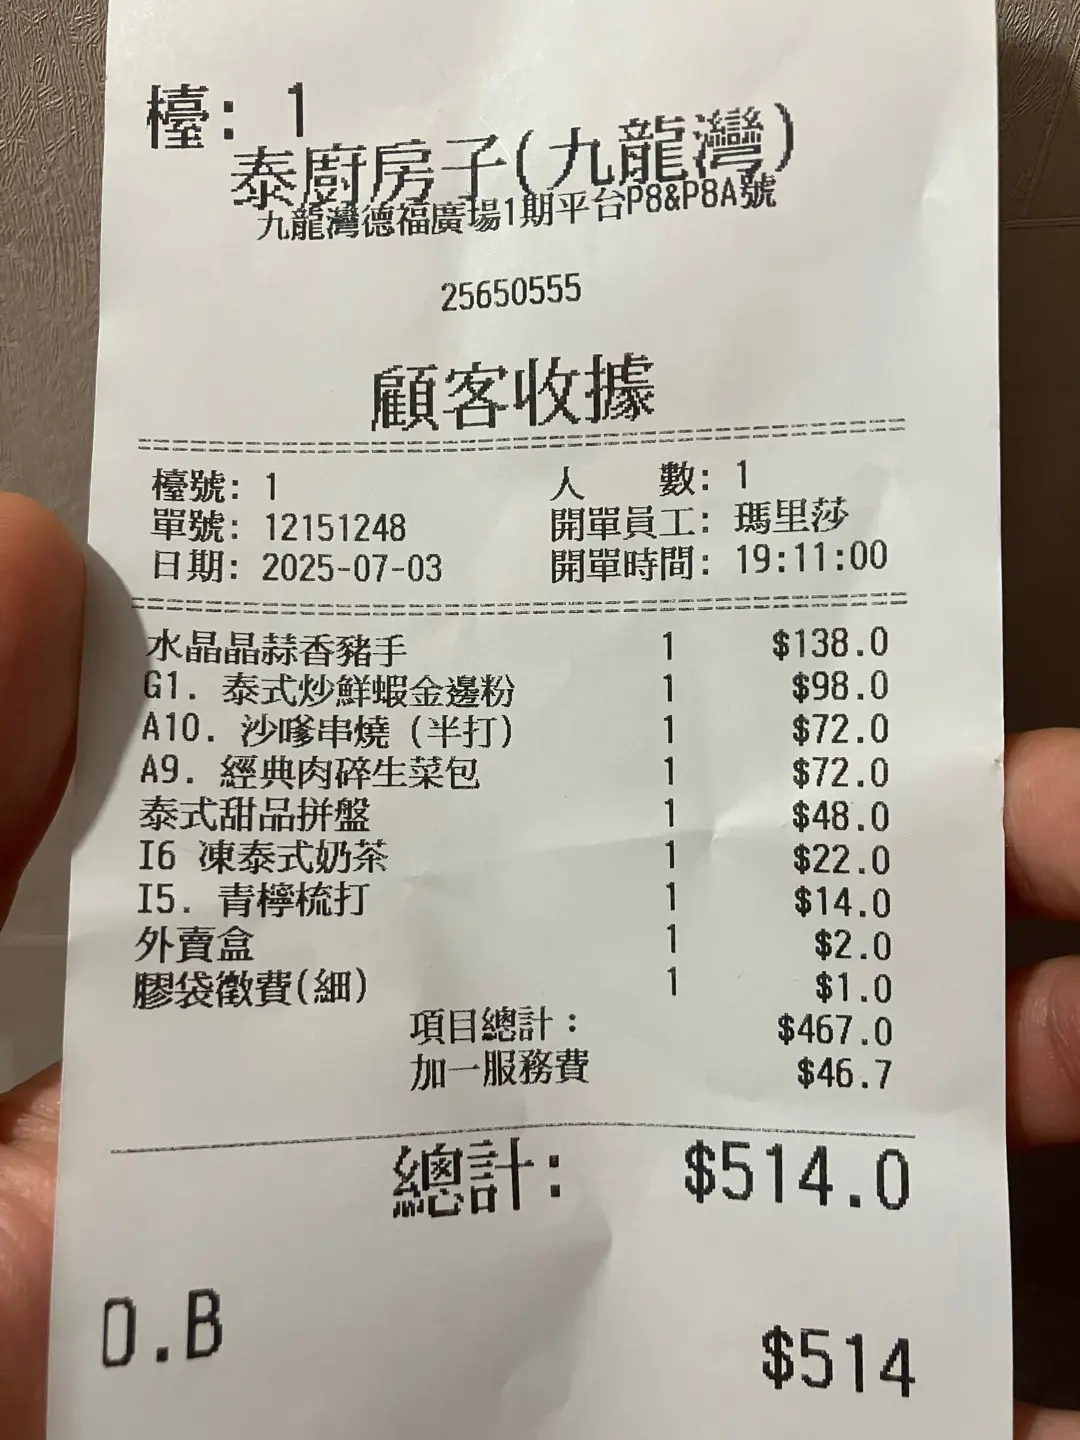 檯: 1
泰廚房子(九龍灣)
九龍灣德福廣場1期平台P8&P8A號
25650555
顧客收據
檯號: 1 人 數: 1
單號: 12151248 開單員工: 瑪里莎
日期: 2025-07-03 開單時間: 19:11:00
水晶晶蒜香豬手 1 $138.0
G1. 泰式炒鮮蝦金邊粉 1 $98.0
A10. 沙嗲串燒 (半打) 1 $72.0
A9. 經典肉碎生菜包 1 $72.0
泰式甜品拼盤 1 $48.0
I6 凍泰式奶茶 1 $22.0
I5. 青檸梳打 1 $14.0
外賣盒 1 $2.0
膠袋徵費(細) 1 $1.0
項目總計: $467.0
加一服務費 $46.7
總計: $514.0
O.B $514